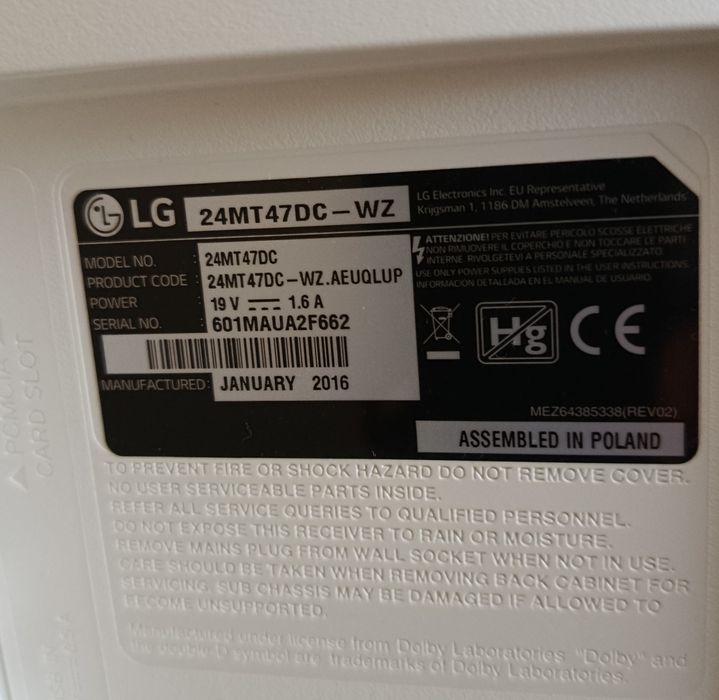 LG 24MT47DC-WZ
LG Electronics Inc. EU Representative
Krijgsman 1, 1186 DM Amstelveen, The Netherlands
MODEL NO. : 24MT47DC
PRODUCT CODE : 24MT47DC-WZ.AEUQLUP
POWER : 19 V ⎓ 1.6 A
SERIAL NO. : 601MAUA2F662
MANUFACTURED: JANUARY 2016
ATTENZIONE! PER EVITARE PERICOLO SCOSSE ELETTRICHE
NON RIMUOVERE IL COPERCHIO E NON TOCCARE LE PARTI
INTERNE. RIVOLGETEVI A PERSONALE SPECIALIZZATO.
USE ONLY POWER SUPPLIES LISTED IN THE USER INSTRUCTIONS.
INFORMACION DETALLADA EN EL MANUAL DE USUARIO.
Hg CE
MEZ64385338(REV02)
ASSEMBLED IN POLAND
TO PREVENT FIRE OR SHOCK HAZARD DO NOT REMOVE COVER.
NO USER SERVICEABLE PARTS INSIDE.
REFER ALL SERVICE QUERIES TO QUALIFIED PERSONNEL.
DO NOT EXPOSE THIS RECEIVER TO RAIN OR MOISTURE.
REMOVE MAINS PLUG FROM WALL SOCKET WHEN NOT IN USE.
CARE SHOULD BE TAKEN WHEN REMOVING BACK CABINET FOR
SERVICING. SUB CHASSIS MAY BE DAMAGED IF ALLOWED TO
BECOME UNSUPPORTED.
Manufactured under license from Dolby Laboratories. "Dolby" and
the double-D symbol are trademarks of Dolby Laboratories.
PCMCIA
CARD SLOT